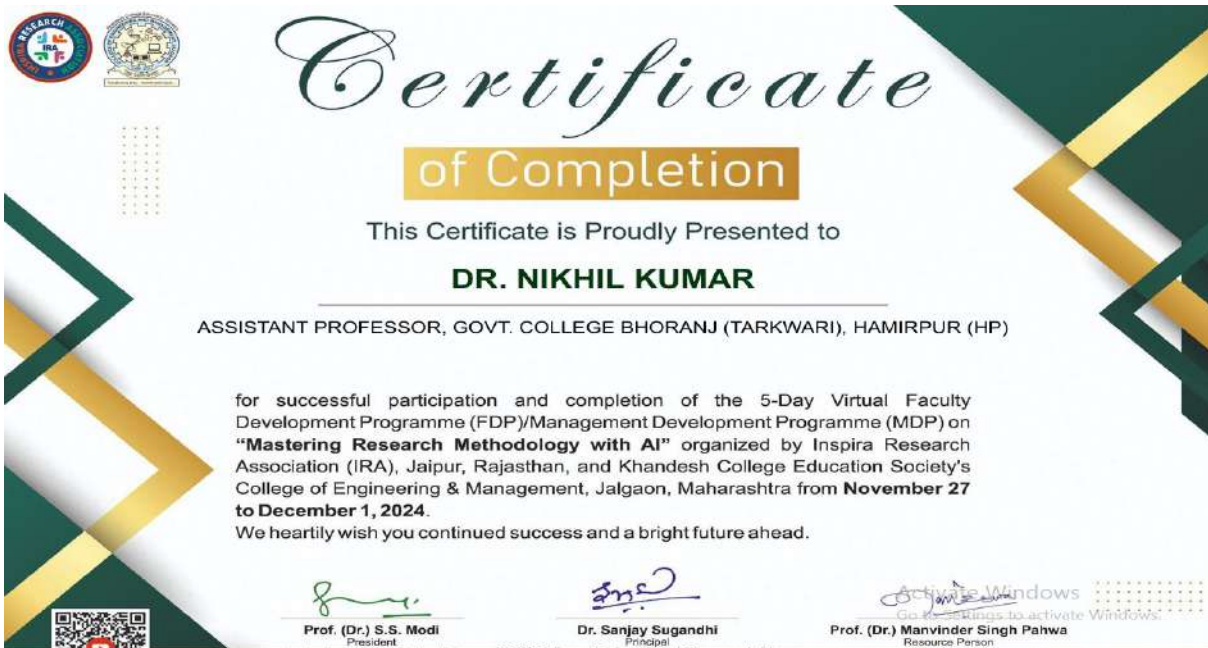 INSPIRA RESEARCH ASSOCIATION
IRA
Certificate
of Completion
This Certificate is Proudly Presented to
DR. NIKHIL KUMAR
ASSISTANT PROFESSOR, GOVT. COLLEGE BHORANJ (TARKWARI), HAMIRPUR (HP)
for successful participation and completion of the 5-Day Virtual Faculty
Development Programme (FDP)/Management Development Programme (MDP) on
“Mastering Research Methodology with AI” organized by Inspira Research
Association (IRA), Jaipur, Rajasthan, and Khandesh College Education Society's
College of Engineering & Management, Jalgaon, Maharashtra from November 27
to December 1, 2024.
We heartily wish you continued success and a bright future ahead.
Activate Windows
Go to Settings to activate Windows.
Prof. (Dr.) S.S. Modi
President
Dr. Sanjay Sugandhi
Principal
Prof. (Dr.) Manvinder Singh Pahwa
Resource Person